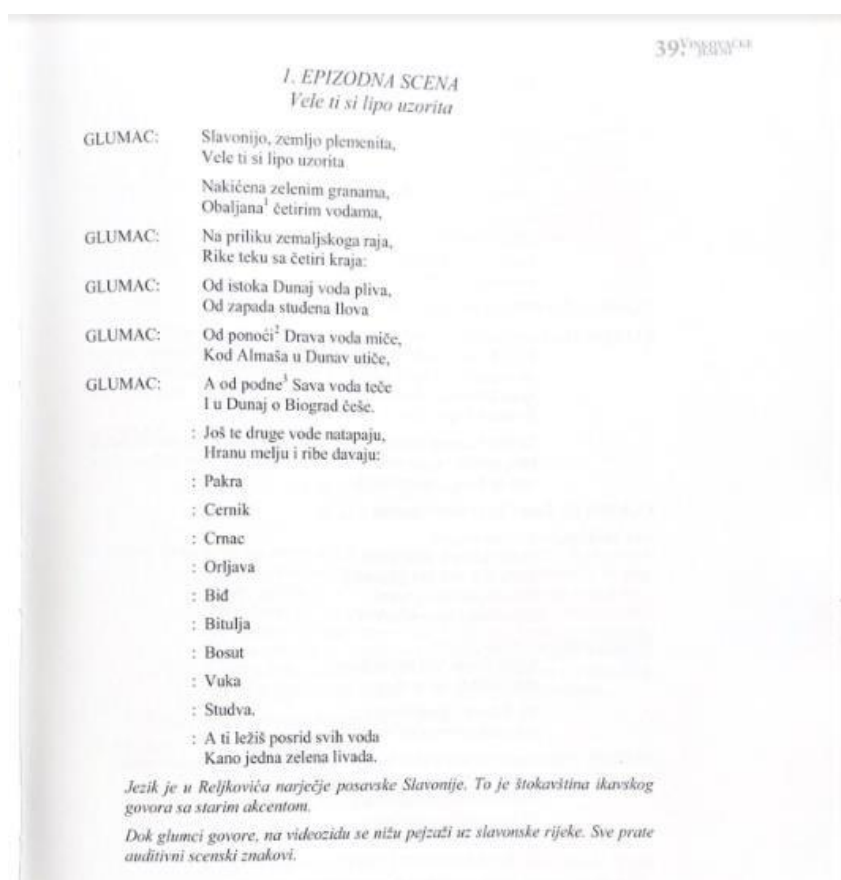 39. VINKOVAČKE
JESENI
1. EPIZODNA SCENA
Vele ti si lipo uzorita
GLUMAC: Slavonijo, zemljo plemenita,
Vele ti si lipo uzorita
Nakićena zelenim granama,
Obaljana¹ četirim vodama,
GLUMAC: Na priliku zemaljskoga raja,
Rike teku sa četiri kraja:
GLUMAC: Od istoka Dunaj voda pliva,
Od zapada studena Ilova
GLUMAC: Od ponoći² Drava voda miče,
Kod Almaša u Dunav utiče,
GLUMAC: A od podne³ Sava voda teče
I u Dunaj o Biograd češe.
: Još te druge vode natapaju,
Hranu melju i ribe davaju:
: Pakra
: Cernik
: Crnac
: Orljava
: Biđ
: Bitulja
: Bosut
: Vuka
: Studva.
: A ti ležiš posrid svih voda
Kano jedna zelena livada.
Jezik je u Reljkovića narječje posavske Slavonije. To je štokavština ikavskog
govora sa starim akcentom.
Dok glumci govore, na videozidu se nižu pejzaži uz slavonske rijeke. Sve prate
auditivni scenski znakovi.